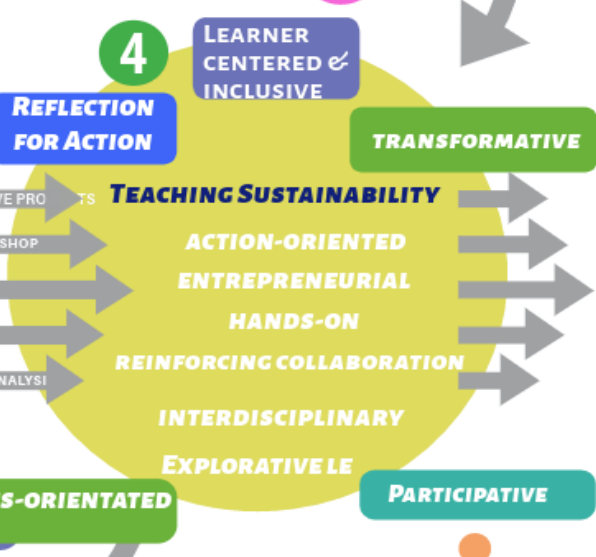 4
LEARNER
CENTERED &
INCLUSIVE
REFLECTION
FOR ACTION
TRANSFORMATIVE
TEACHING SUSTAINABILITY
SHOP
ACTION-ORIENTED
ENTREPRENEURIAL
HANDS-ON
REINFORCING COLLABORATION
INTERDISCIPLINARY
EXPLORATIVE LE
S-ORIENTATED
PARTICIPATIVE